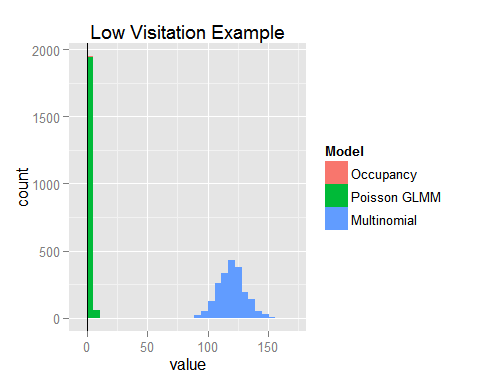 Low Visitation Example
2000
1500
1000
500
0
count
0 50 100 150
value
Model
Occupancy
Poisson GLMM
Multinomial